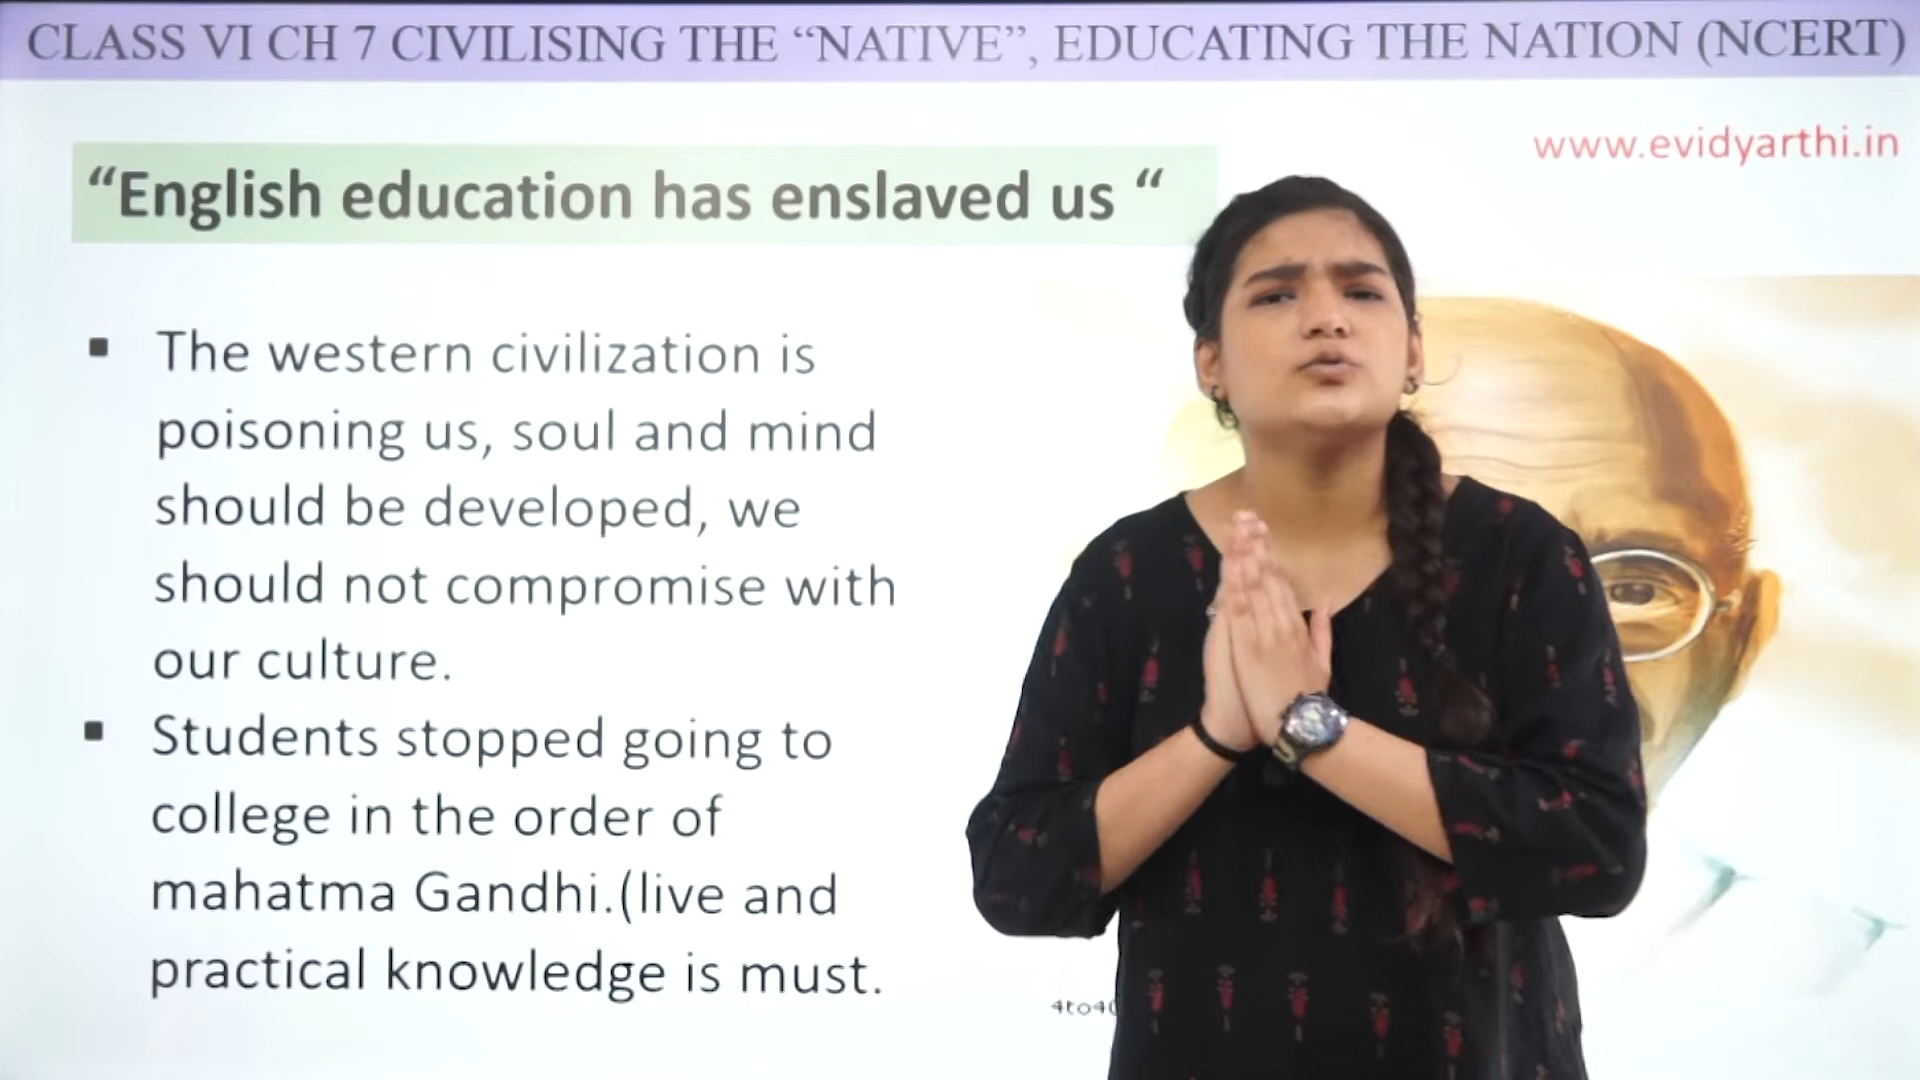 CLASS VI CH 7 CIVILISING THE “NATIVE”, EDUCATING THE NATION (NCERT)
www.evidyarthi.in
“English education has enslaved us “
▪ The western civilization is
poisoning us, soul and mind
should be developed, we
should not compromise with
our culture.
▪ Students stopped going to
college in the order of
mahatma Gandhi.(live and
practical knowledge is must.